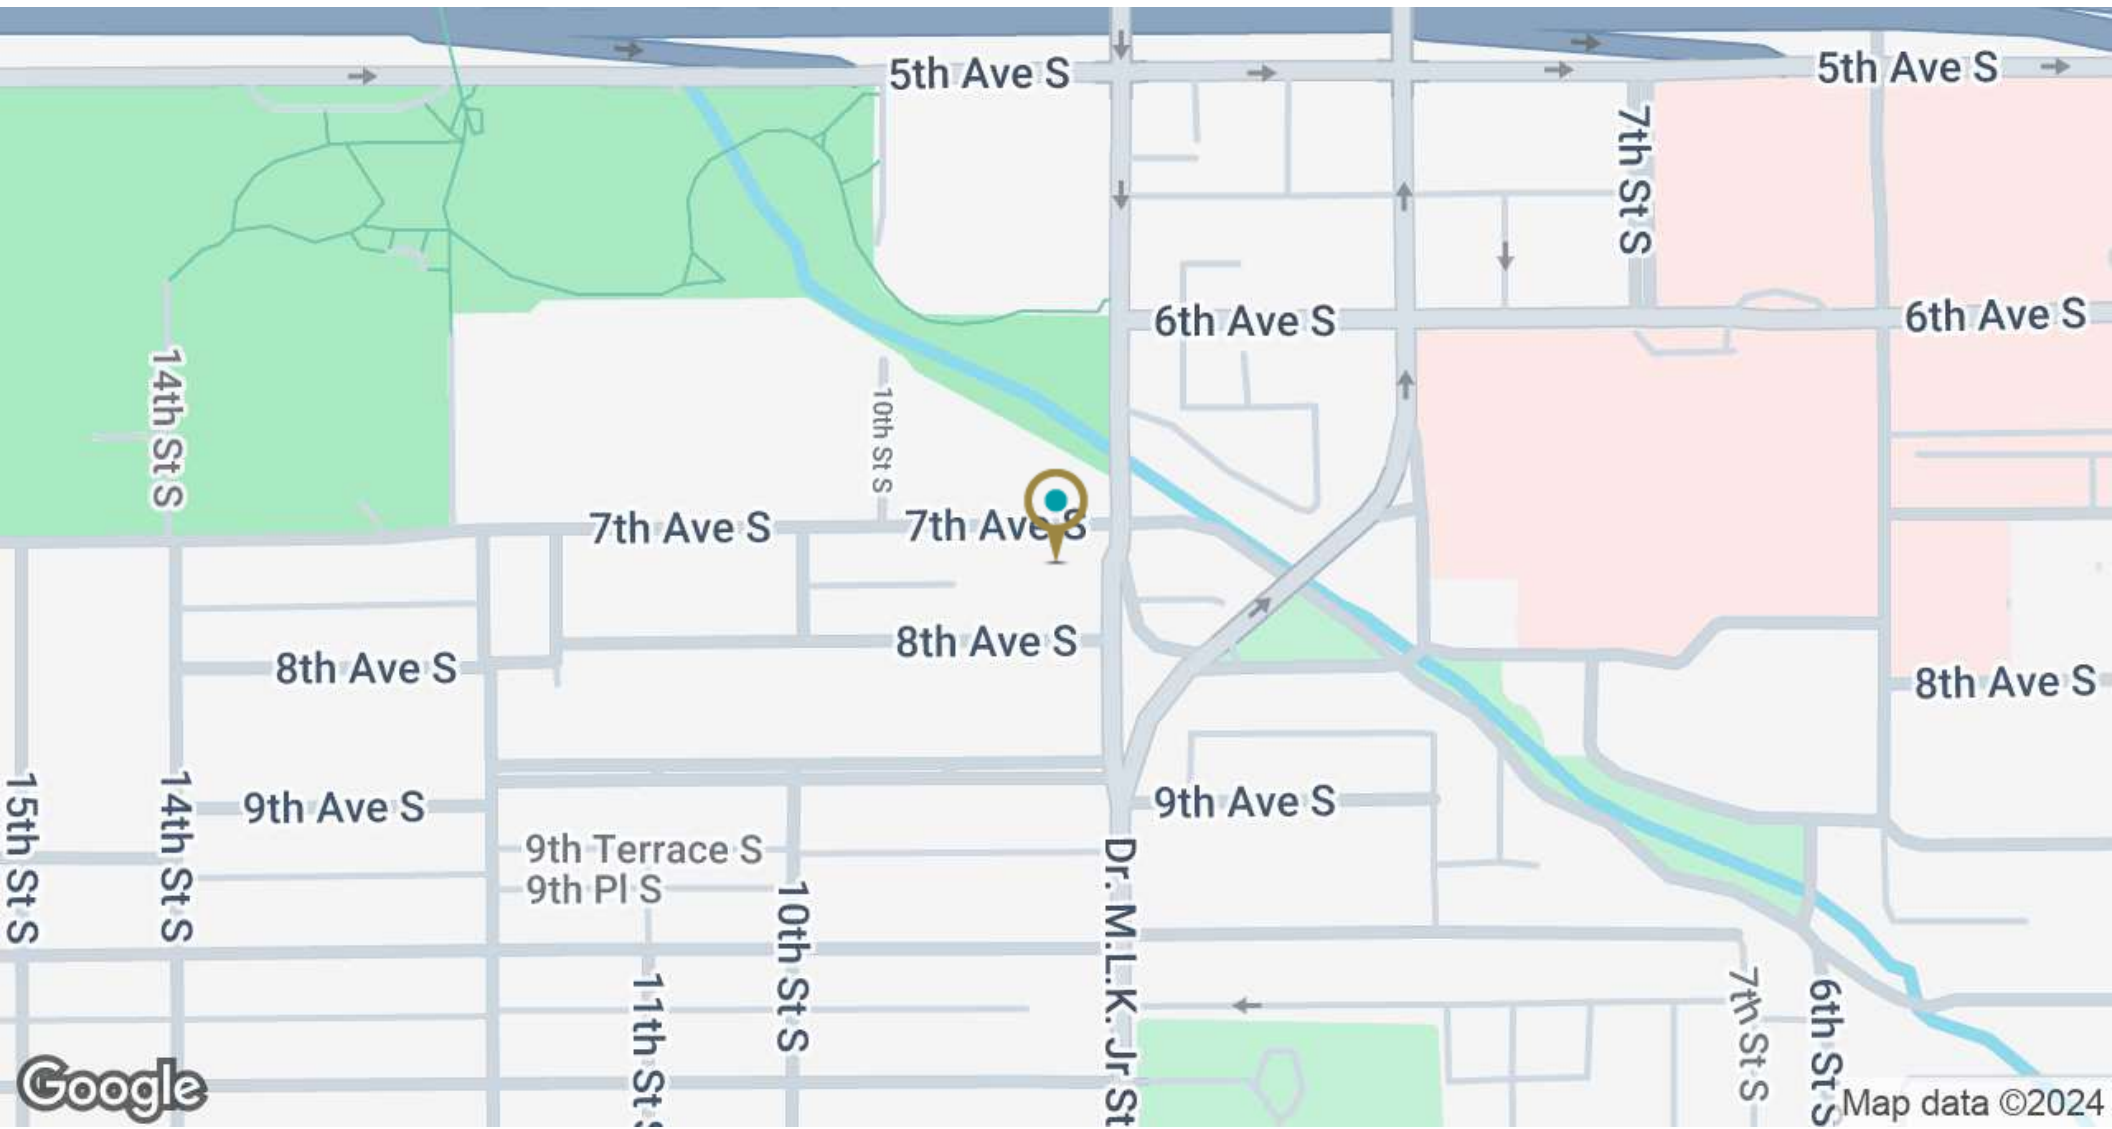 5th Ave S
5th Ave S
7th St S
6th Ave S
6th Ave S
14th St S
10th St S
7th Ave S
7th Ave S
8th Ave S
8th Ave S
8th Ave S
15th St S
14th St S
9th Ave S
9th Ave S
9th Terrace S
9th Pl S
10th St S
11th St S
Dr. M.L.K. Jr St
7th St S
6th St S
Google
Map data ©2024